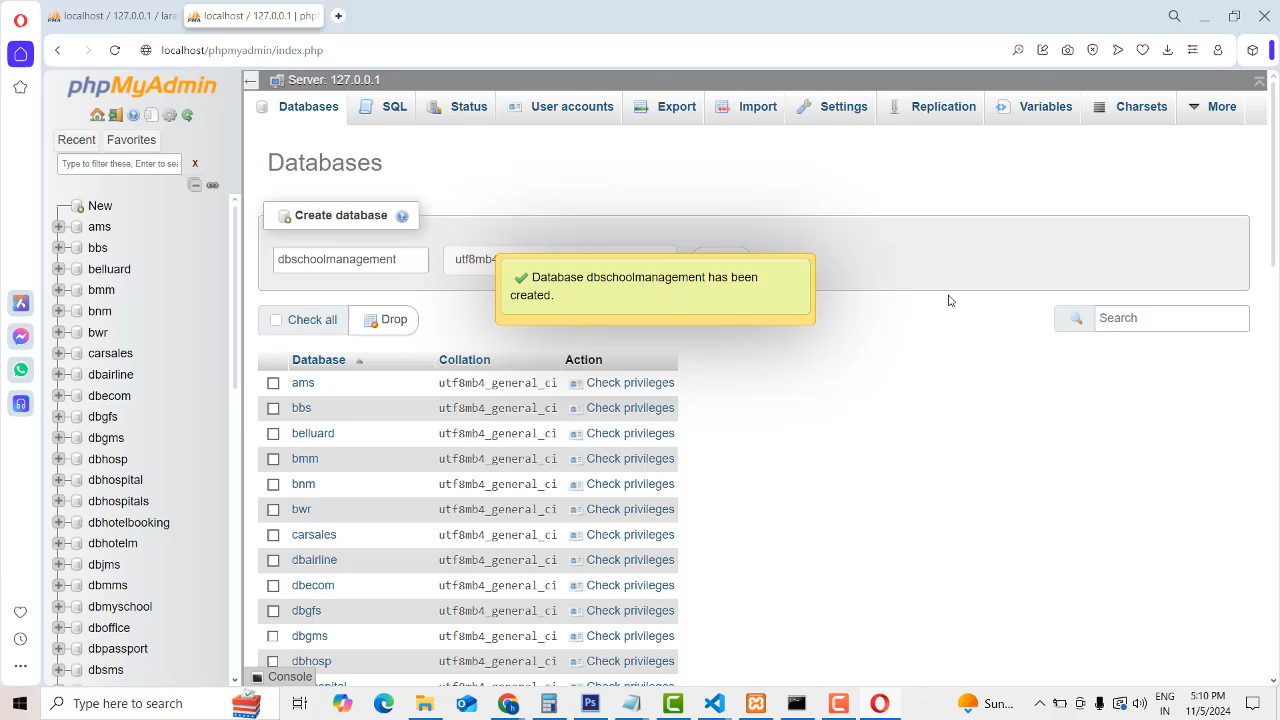 localhost / 127.0.0.1 / lara
localhost / 127.0.0.1 | php
localhost/phpmyadmin/index.php
phpMyAdmin
Recent
Favorites
Type to filter these, Enter to sea
X
New
ams
bbs
belluard
bmm
bnm
bwr
carsales
dbairline
dbecom
dbgfs
dbgms
dbhosp
dbhospital
dbhospitals
dbhotelbooking
dbhotelm
dbjms
dbmms
dbmyschool
dboffice
dbpassport
dbsms
Server: 127.0.0.1
Databases
SQL
Status
User accounts
Export
Import
Settings
Replication
Variables
Charsets
More
Databases
Create database
dbschoolmanagement
utf8mb4
Database dbschoolmanagement has been
created.
Check all
Drop
Search
Database
Collation
Action
ams utf8mb4_general_ci Check privileges
bbs utf8mb4_general_ci Check privileges
belluard utf8mb4_general_ci Check privileges
bmm utf8mb4_general_ci Check privileges
bnm utf8mb4_general_ci Check privileges
bwr utf8mb4_general_ci Check privileges
carsales utf8mb4_general_ci Check privileges
dbairline utf8mb4_general_ci Check privileges
dbecom utf8mb4_general_ci Check privileges
dbgfs utf8mb4_general_ci Check privileges
dbgms utf8mb4_general_ci Check privileges
dbhosp utf8mb4_general_ci Check privileges
Console
Type here to search
Sun...
ENG
IN
5:10 PM
11/5/2024